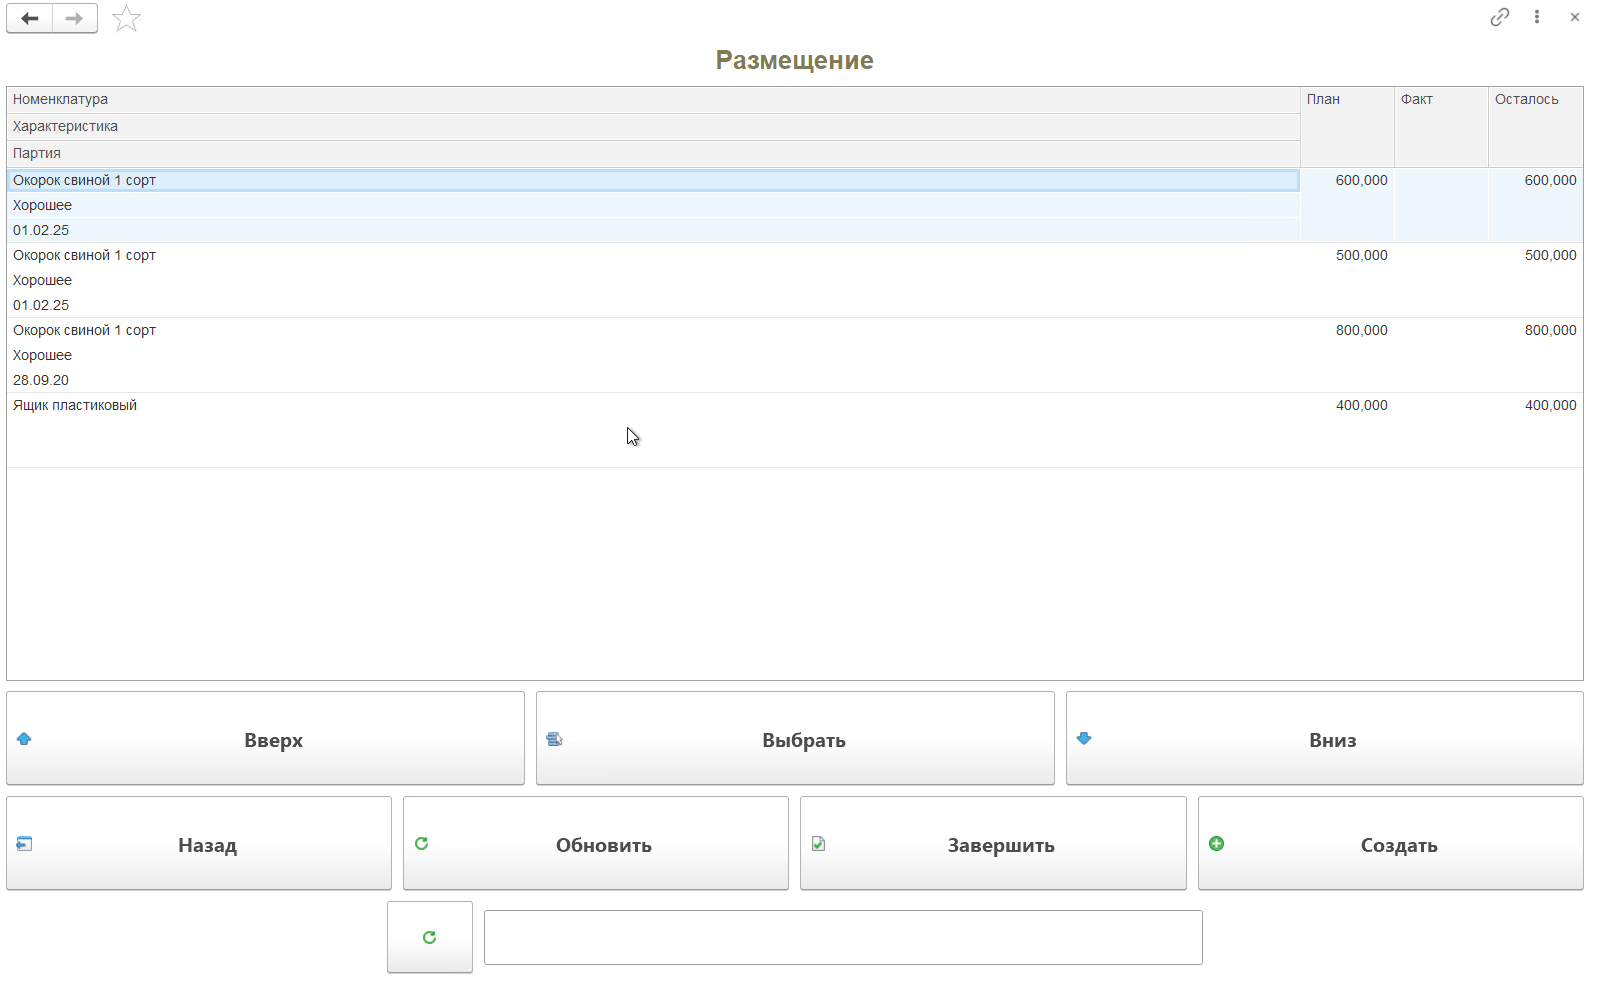 Размещение
Номенклатура План Факт Осталось
Характеристика
Партия
Окорок свиной 1 сорт 600,000 600,000
Хорошее
01.02.25
Окорок свиной 1 сорт 500,000 500,000
Хорошее
01.02.25
Окорок свиной 1 сорт 800,000 800,000
Хорошее
28.09.20
Ящик пластиковый 400,000 400,000
Вверх Выбрать Вниз
Назад Обновить Завершить Создать